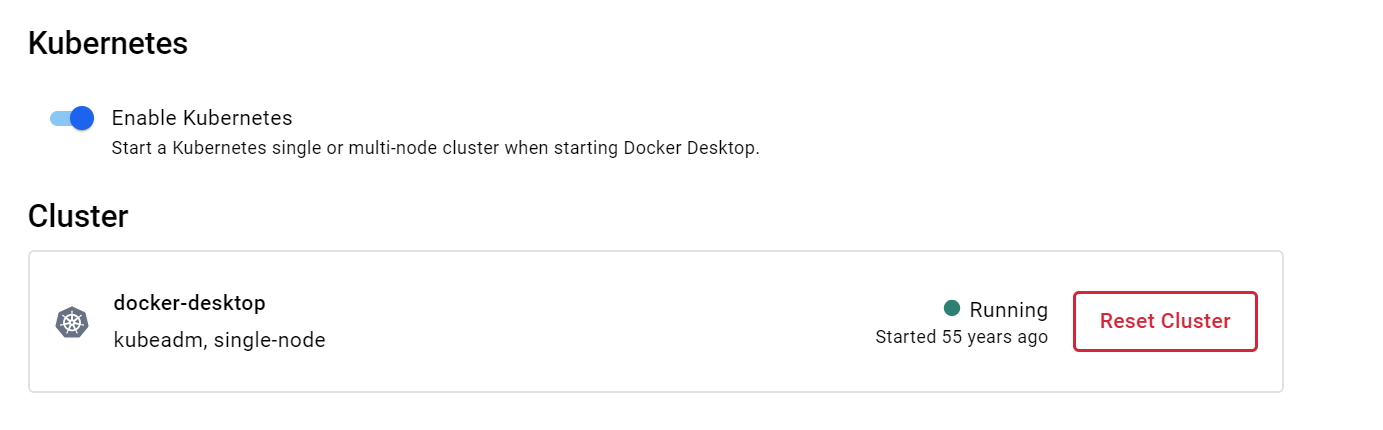 Kubernetes
Enable Kubernetes
Start a Kubernetes single or multi-node cluster when starting Docker Desktop.
Cluster
docker-desktop
kubeadm, single-node
Running
Started 55 years ago
Reset Cluster